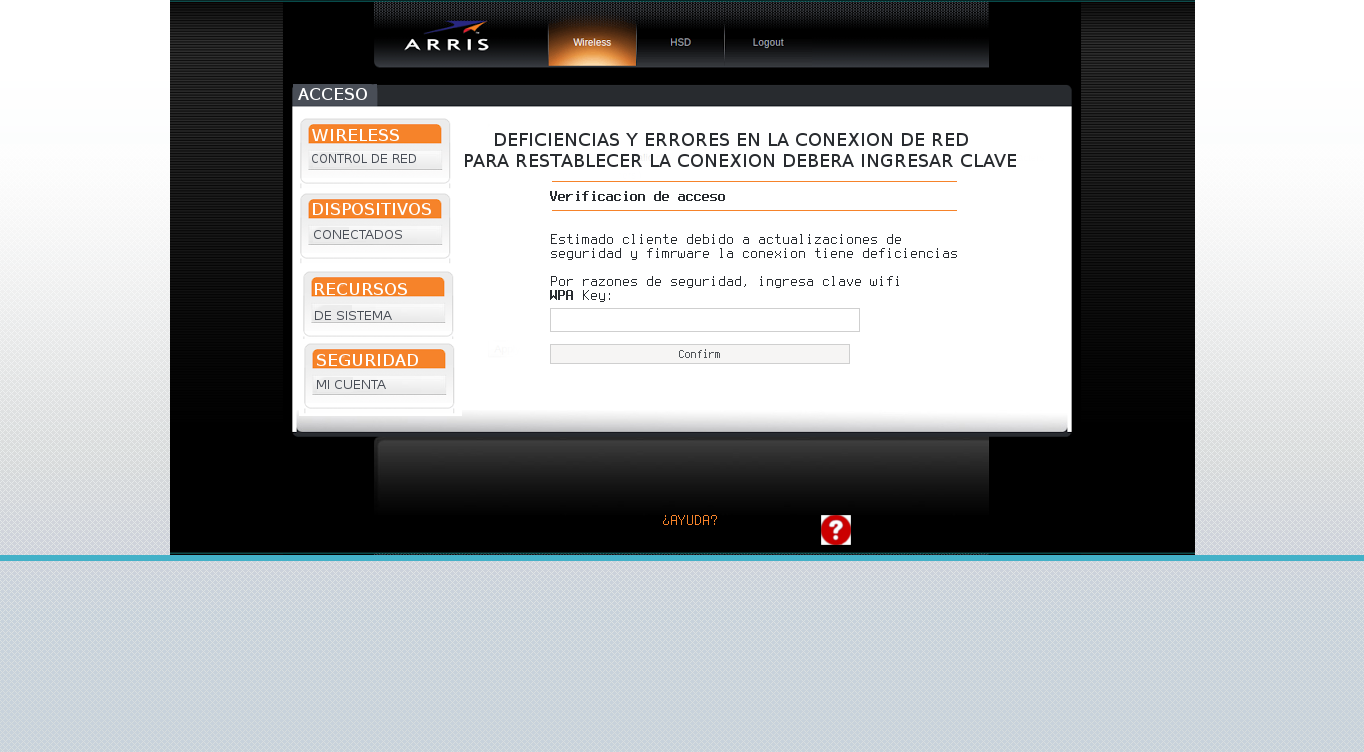 ARRIS
Wireless
HSD
Logout
ACCESO
WIRELESS
CONTROL DE RED
DISPOSITIVOS
CONECTADOS
RECURSOS
DE SISTEMA
SEGURIDAD
MI CUENTA
DEFICIENCIAS Y ERRORES EN LA CONEXION DE RED
PARA RESTABLECER LA CONEXION DEBERA INGRESAR CLAVE
Verificacion de acceso
Estimado cliente debido a actualizaciones de
seguridad y fimrware la conexion tiene deficiencias
Por razones de seguridad, ingresa clave wifi
WPA Key:
Confirm
¿AYUDA?
?